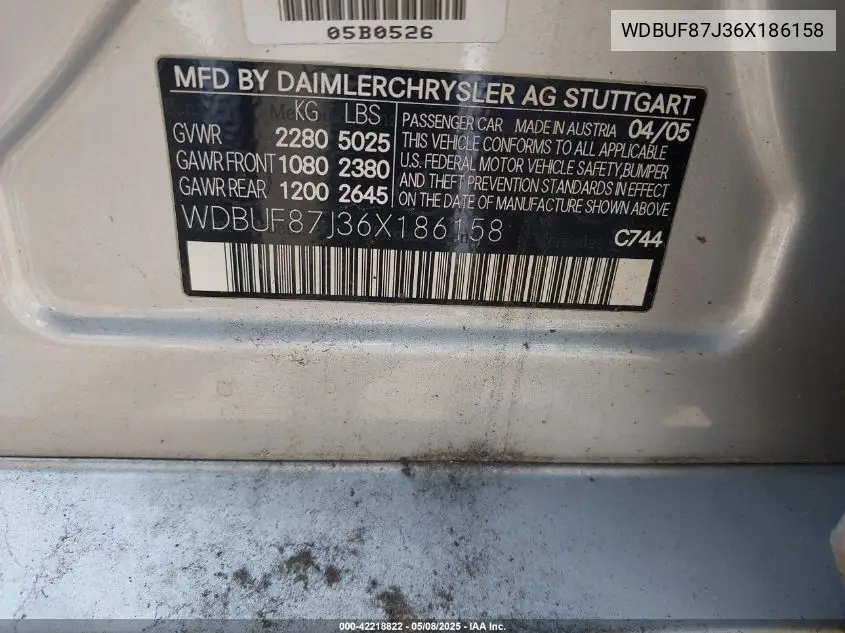 05B0526
WDBUF87J36X186158
MFD BY DAIMLERCHRYSLER AG STUTTGART
KG LBS
GVWR 2280 5025
GAWR FRONT 1080 2380
GAWR REAR 1200 2645
PASSENGER CAR MADE IN AUSTRIA 04/05
THIS VEHICLE CONFORMS TO ALL APPLICABLE
U.S. FEDERAL MOTOR VEHICLE SAFETY,BUMPER
AND THEFT PREVENTION STANDARDS IN EFFECT
ON THE DATE OF MANUFACTURE SHOWN ABOVE
WDBUF87J36X186158
C744
000-42218822 - 05/08/2025 - IAA Inc.